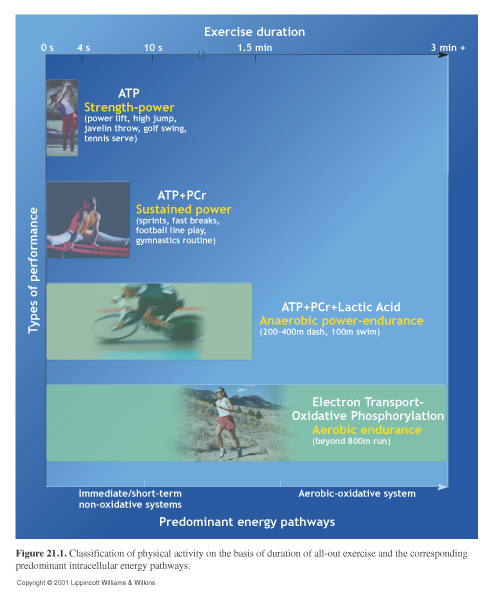 Exercise duration
0 s 4 s 10 s 1.5 min 3 min +
ATP
Strength-power
(power lift, high jump,
javelin throw, golf swing,
tennis serve)
ATP+PCr
Sustained power
(sprints, fast breaks,
football line play,
gymnastics routine)
ATP+PCr+Lactic Acid
Anaerobic power-endurance
(200-400m dash, 100m swim)
Electron Transport-
Oxidative Phosphorylation
Aerobic endurance
(beyond 800m run)
Types of performance
Immediate/short-term
non-oxidative systems
Aerobic-oxidative system
Predominant energy pathways
Figure 21.1. Classification of physical activity on the basis of duration of all-out exercise and the corresponding
predominant intracellular energy pathways.
Copyright © 2001 Lippincott Williams & Wilkins